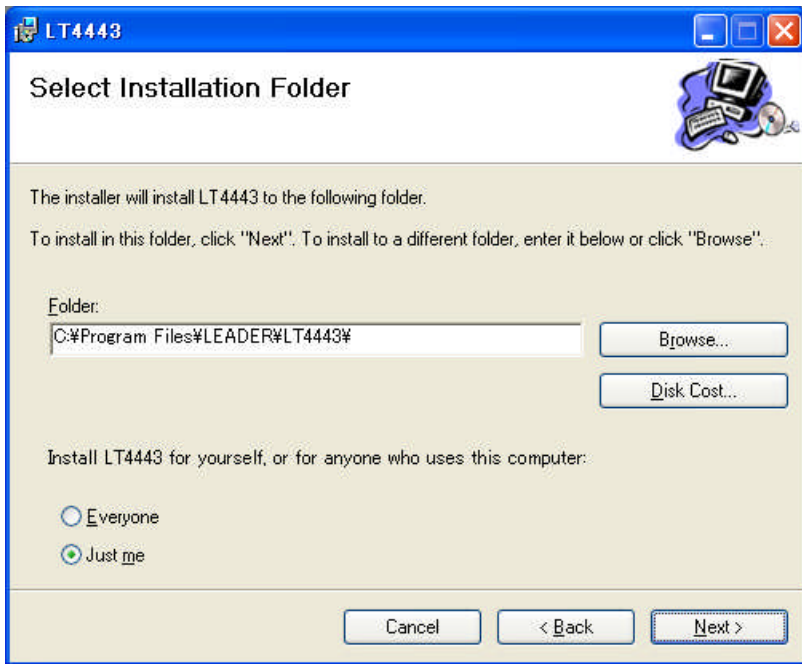 LT4443
Select Installation Folder
The installer will install LT4443 to the following folder.
To install in this folder, click "Next". To install to a different folder, enter it below or click "Browse".
Folder:
C:¥Program Files¥LEADER¥LT4443¥
Browse...
Disk Cost...
Install LT4443 for yourself, or for anyone who uses this computer:
Everyone
Just me
Cancel
< Back
Next >